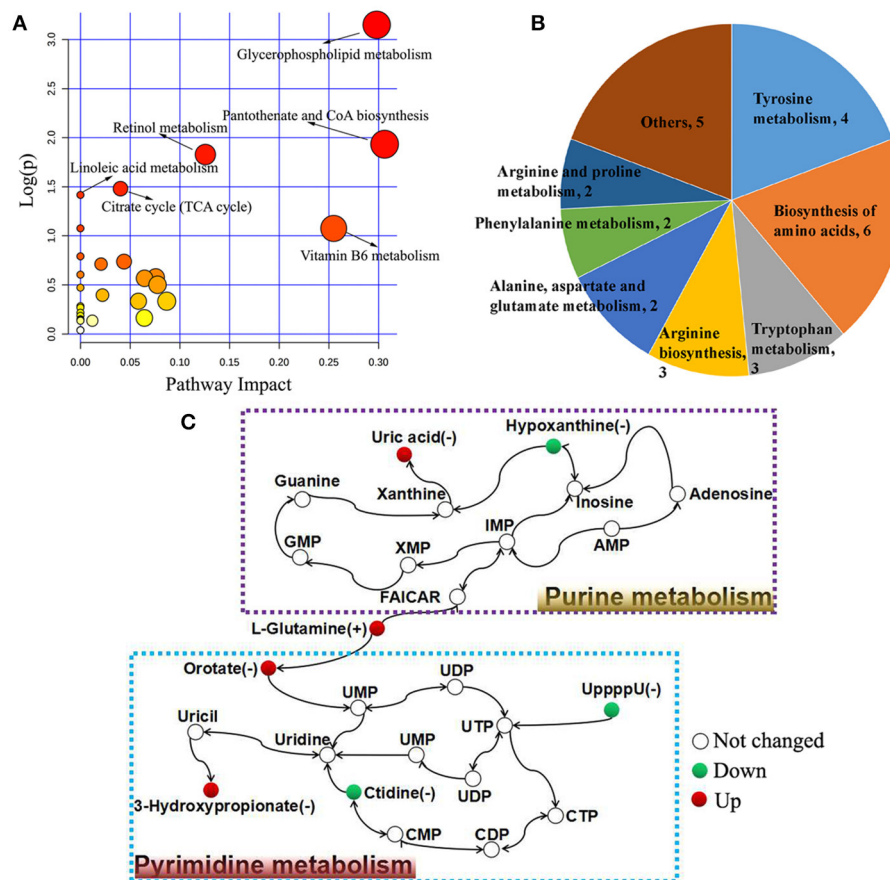 A
Glycerophospholipid metabolism
Pantothenate and CoA biosynthesis
Retinol metabolism
Linoleic acid metabolism
Citrate cycle (TCA cycle)
Vitamin B6 metabolism
Log(p)
3.0
2.5
2.0
1.5
1.0
0.5
0.0
0.00
0.05
0.10
0.15
0.20
0.25
0.30
Pathway Impact
B
Others, 5
Tyrosine
metabolism, 4
Arginine and proline
metabolism, 2
Biosynthesis of
amino acids, 6
Phenylalanine metabolism, 2
Alanine, aspartate and
glutamate metabolism, 2
Arginine
biosynthesis,
3
Tryptophan
metabolism,
3
C
Uric acid(-)
Hypoxanthine(-)
Guanine
Xanthine
Inosine
Adenosine
GMP
XMP
IMP
AMP
FAICAR
Purine metabolism
L-Glutamine(+)
Orotate(-)
UDP
UppppU(-)
UMP
Uricil
Uridine
UMP
UTP
UDP
3-Hydroxypropionate(-)
Ctidine(-)
CTP
CMP
CDP
Pyrimidine metabolism
Not changed
Down
Up